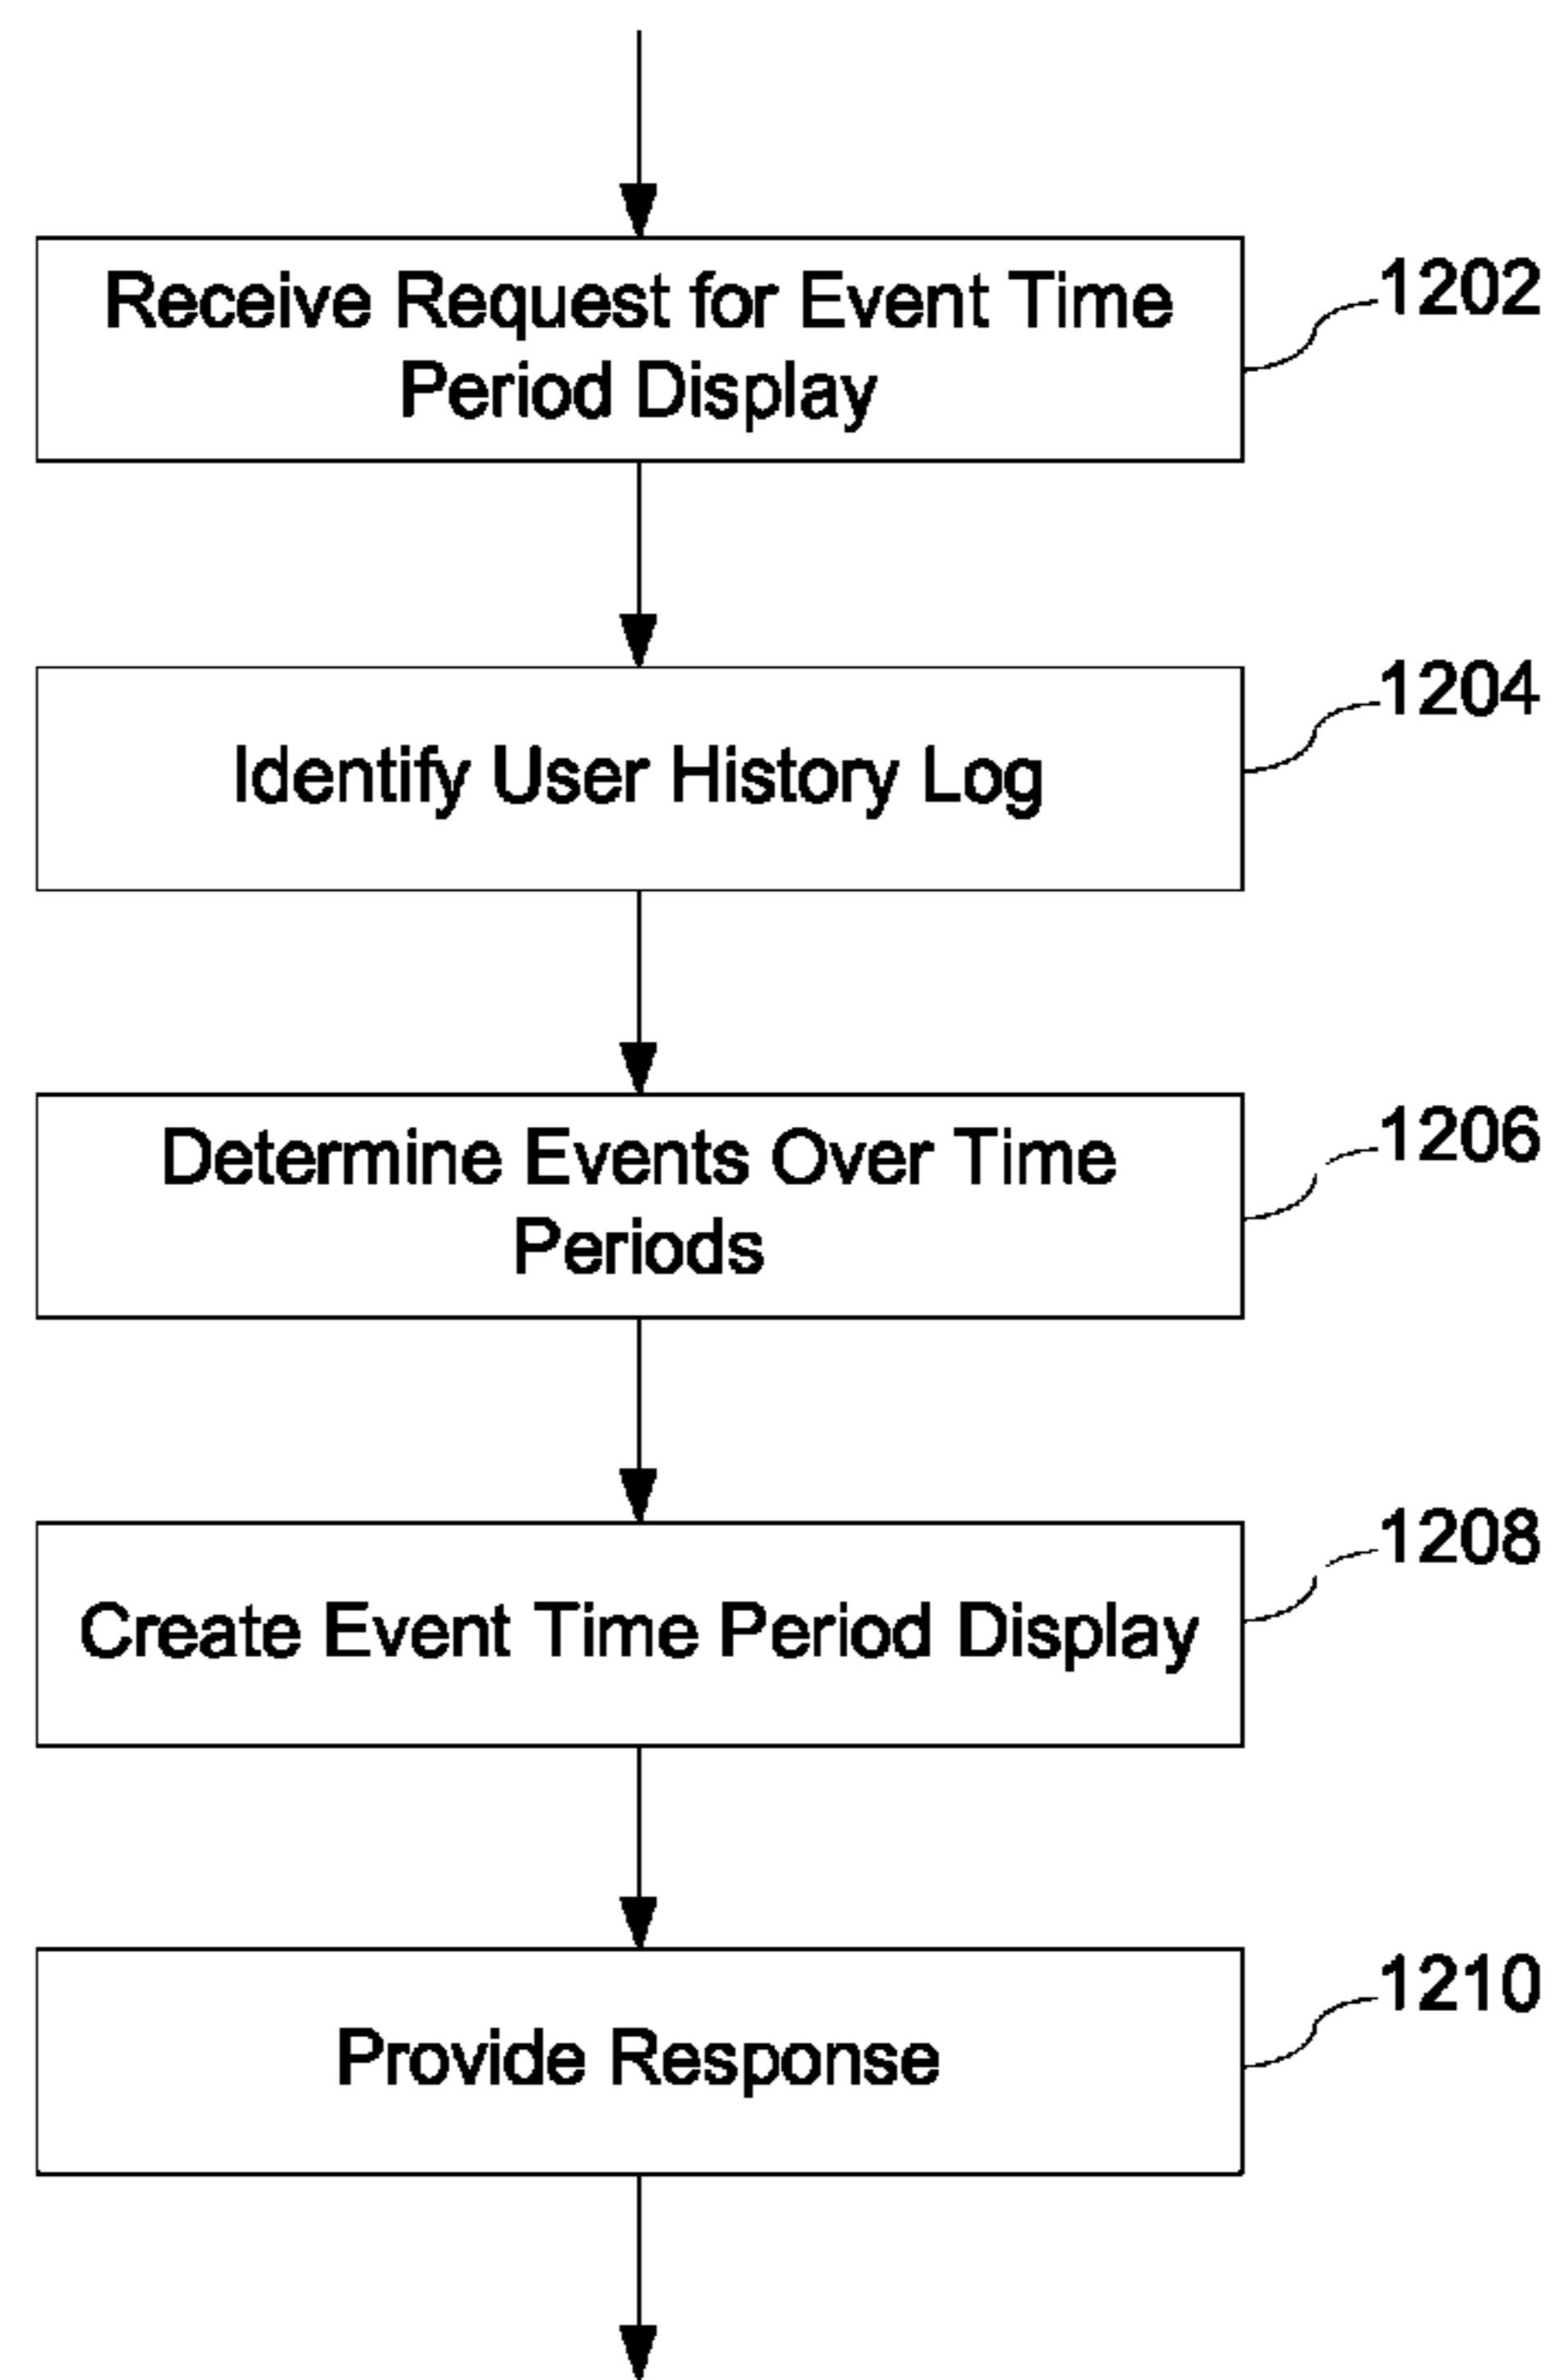 Receive Request for Event Time
Period Display
1202
Identify User History Log
1204
Determine Events Over Time
Periods
1206
Create Event Time Period Display
1208
Provide Response
1210